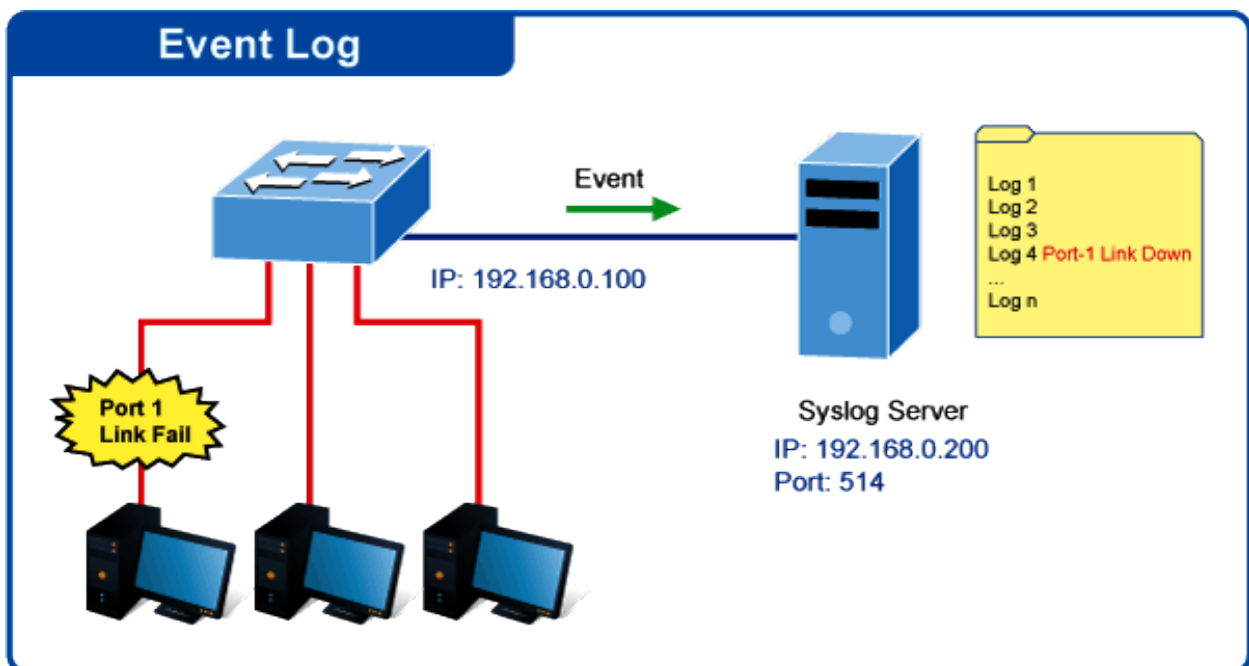 Event Log
Event
IP: 192.168.0.100
Log 1
Log 2
Log 3
Log 4 Port-1 Link Down
...
Log n
Port 1
Link Fail
Syslog Server
IP: 192.168.0.200
Port: 514